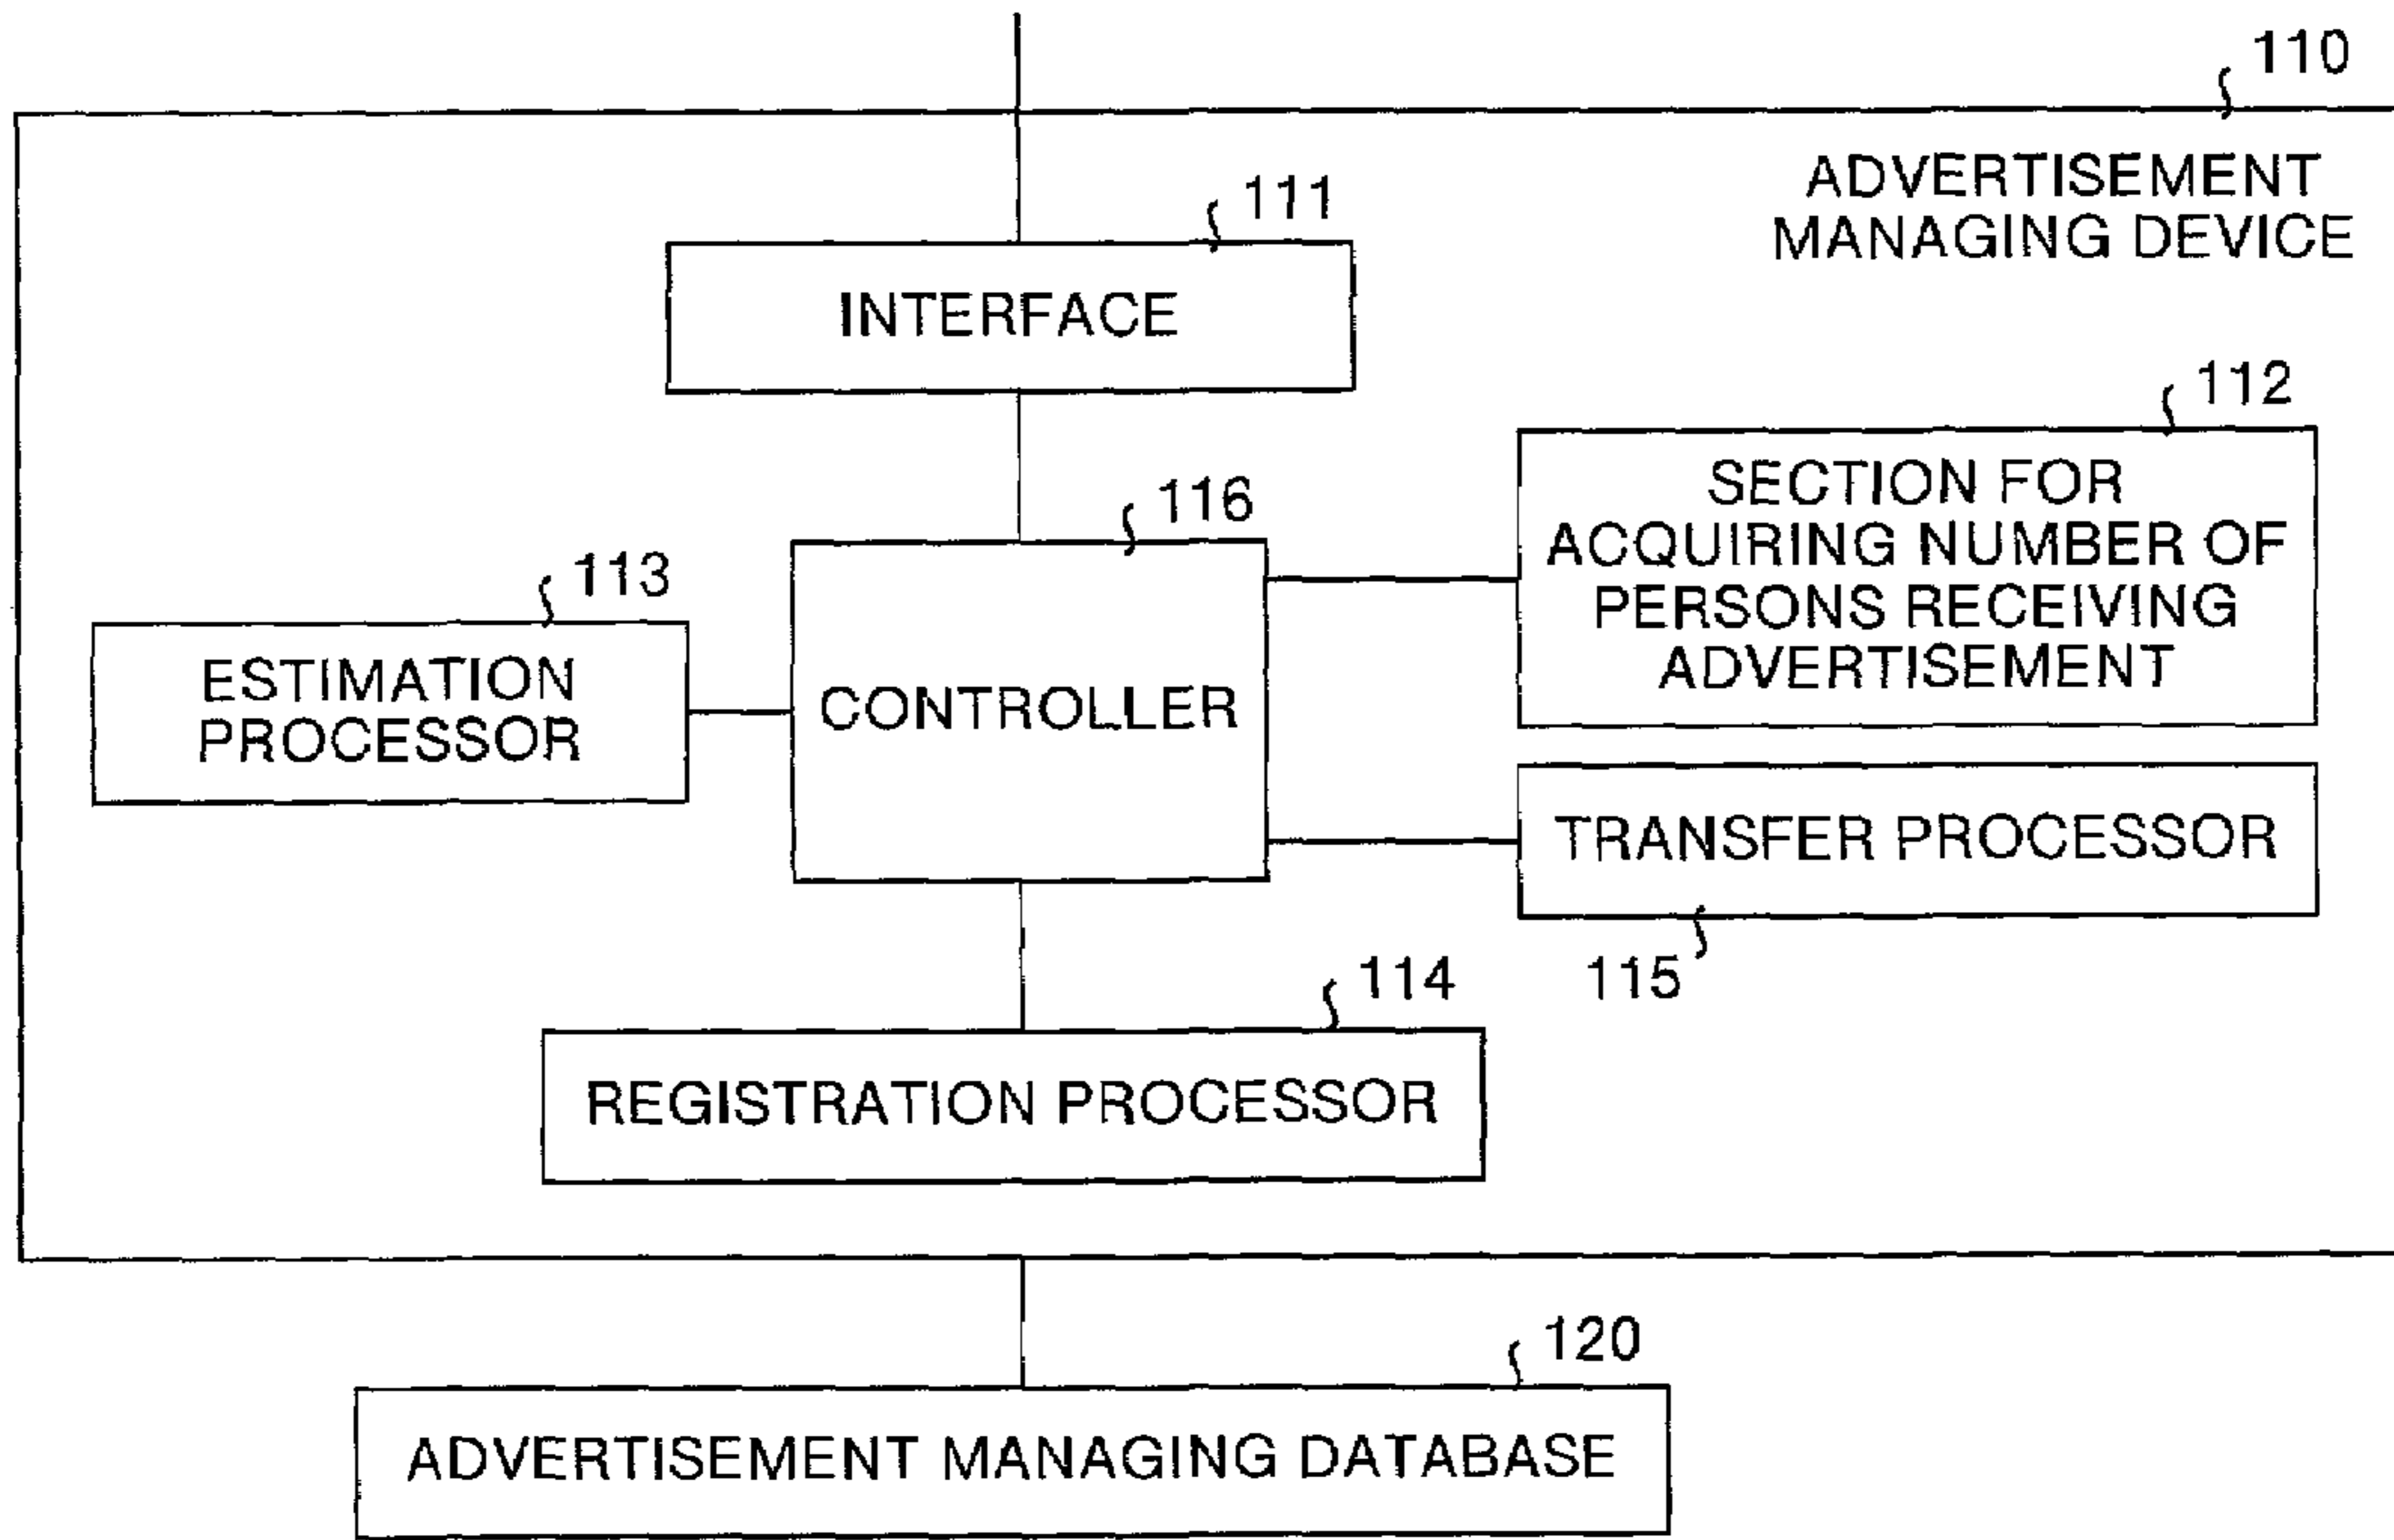 110
ADVERTISEMENT
MANAGING DEVICE
111
INTERFACE
112
SECTION FOR
ACQUIRING NUMBER OF
PERSONS RECEIVING
ADVERTISEMENT
116
CONTROLLER
113
ESTIMATION
PROCESSOR
TRANSFER PROCESSOR
115
114
REGISTRATION PROCESSOR
120
ADVERTISEMENT MANAGING DATABASE